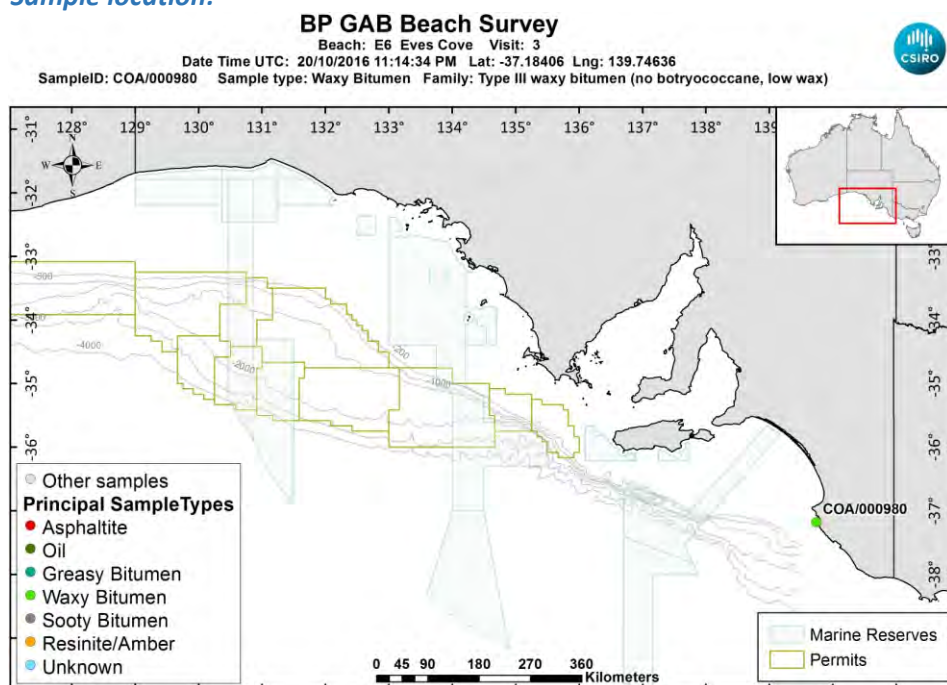 Sample location:
BP GAB Beach Survey
Beach: E6 Eves Cove Visit: 3
Date Time UTC: 20/10/2016 11:14:34 PM Lat: -37.18406 Lng: 139.74636
SampleID: COA/000980 Sample type: Waxy Bitumen Family: Type III waxy bitumen (no botryococcane, low wax)
CSIRO
128° 129° 130° 131° 132° 133° 134° 135° 136° 137° 138° 139
-31°
-32°
-33°
-34°
-35°
-36°
-37°
-38°
N
W E
S
-31°
-32°
-33°
-34°
-35°
-36°
-37°
-38°
-200
-1000
-2000
-4000
COA/000980
Other samples
Principal SampleTypes
Asphaltite
Oil
Greasy Bitumen
Waxy Bitumen
Sooty Bitumen
Resinite/Amber
Unknown
0 45 90 180 270 360
Kilometers
Marine Reserves
Permits